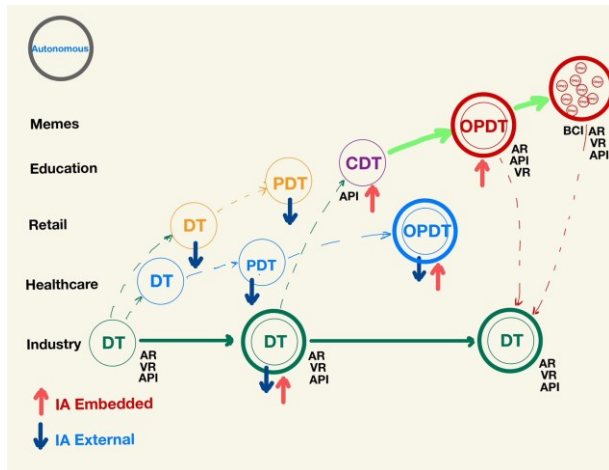 Autonomous
Memes
OPDT
BCI
AR
VR
API
Education
CDT
API
AR
API
VR
PDT
Retail
DT
OPDT
Healthcare
DT
PDT
Industry
DT
AR
VR
API
DT
AR
VR
API
DT
AR
VR
API
IA Embedded
IA External